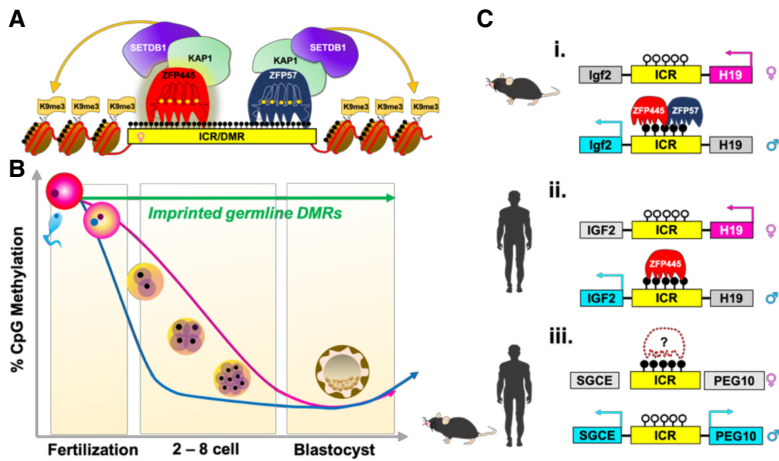 A
SETDB1
KAP1
ZFP445
KAP1
ZFP57
SETDB1
K9me3 K9me3 K9me3
K9me3 K9me3 K9me3
♀ ICR/DMR
B
% CpG Methylation
Imprinted germline DMRs
Fertilization
2 – 8 cell
Blastocyst
C
i.
Igf2 ICR H19 ♀
ZFP445 ZFP57
Igf2 ICR H19 ♂
ii.
IGF2 ICR H19 ♀
ZFP445
IGF2 ICR H19 ♂
iii.
?
SGCE ICR PEG10 ♀
SGCE ICR PEG10 ♂